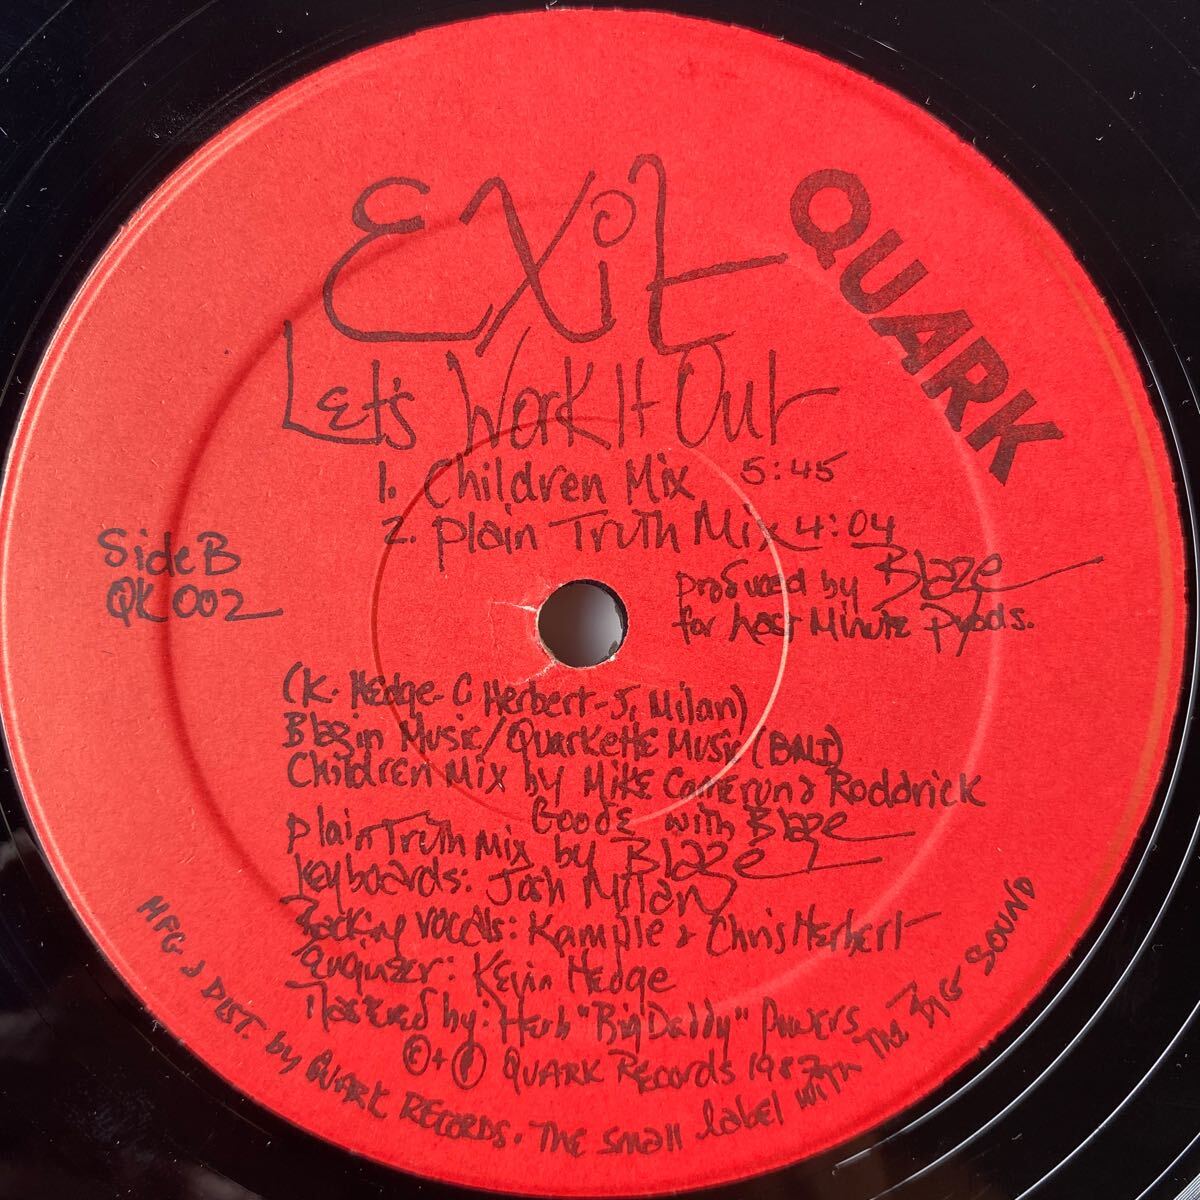 QUARK
Exit
Let's Work It Out
1. Children Mix 5:45
2. Plain Truth Mix 4:04
Side B
QK 002
produced by Blaze
for Last Minute Prods.
(K. Hedge - C Herbert - J. Milan)
Blazin Music/Quarkette Music (BMI)
Children Mix by Mike Cameron & Roddrick
Goode with Blaze
Plain Truth Mix by Blaze
Keyboards: Josh Milan
Backing vocals: Kamille & Chris Herbert
Kevin Hedge
Mastered by: Herb "Big Daddy" Powers
© + ℗ QUARK Records 1987
MFG & DIST. by QUARK RECORDS. THE small label with The BIG SOUND